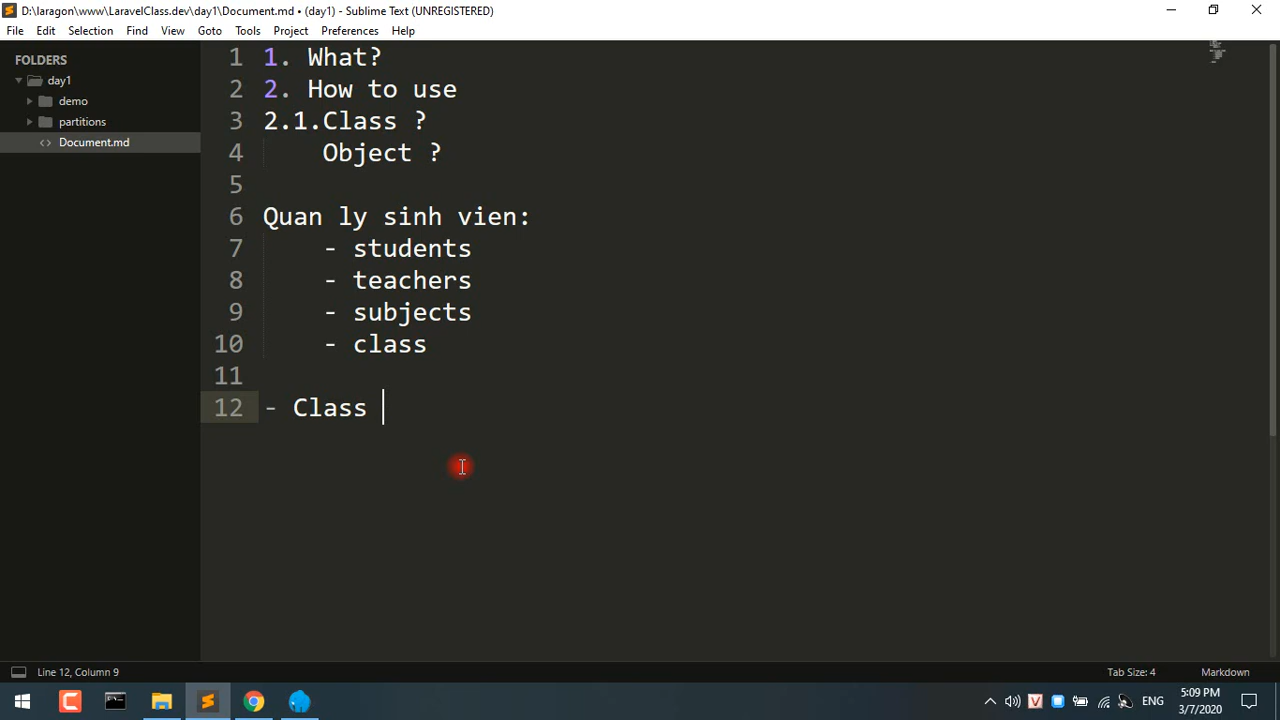 D:\laragon\www\LaravelClass.dev\day1\Document.md • (day1) - Sublime Text (UNREGISTERED)
File Edit Selection Find View Goto Tools Project Preferences Help
FOLDERS
day1
demo
partitions
<> Document.md
1 1. What?
2 2. How to use
3 2.1.Class ?
4 Object ?
5
6 Quan ly sinh vien:
7 - students
8 - teachers
9 - subjects
10 - class
11
12 - Class
Line 12, Column 9
Tab Size: 4
Markdown
ENG
5:09 PM
3/7/2020